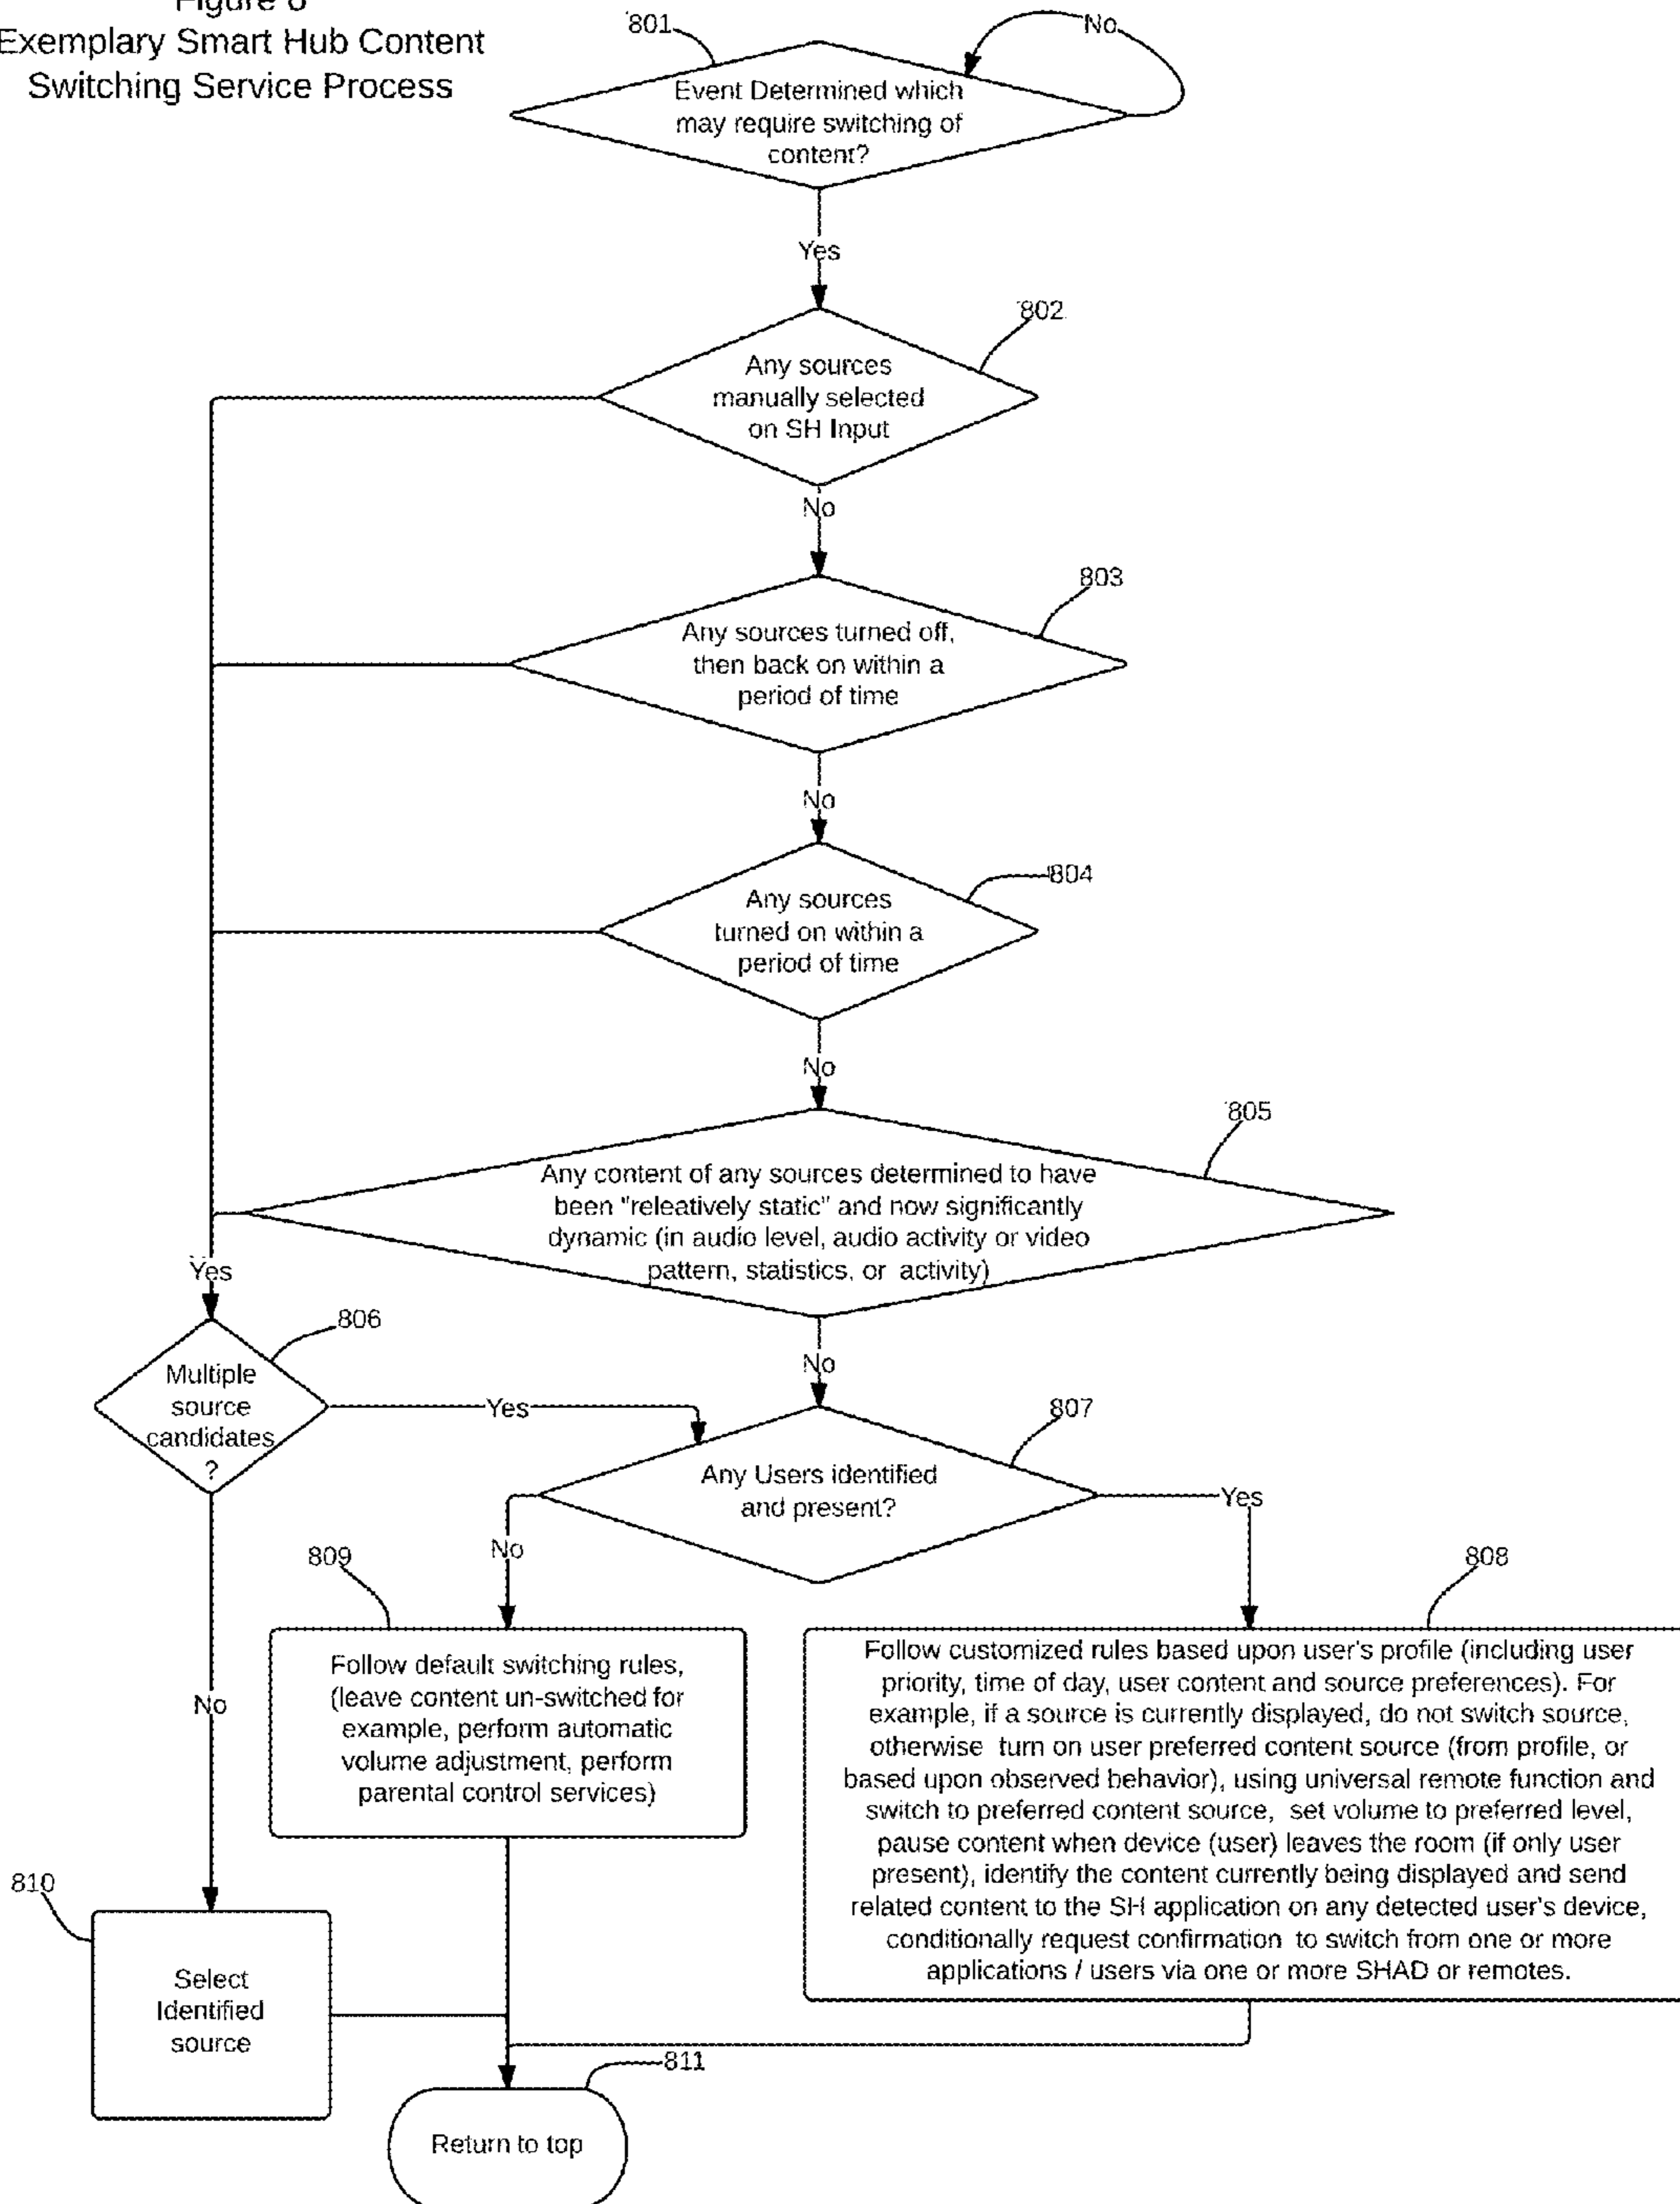 Figure 8
Exemplary Smart Hub Content
Switching Service Process
801
No
Event Determined which
may require switching of
content?
Yes
802
Any sources
manually selected
on SH Input
No
803
Any sources turned off,
then back on within a
period of time
No
804
Any sources
turned on within a
period of time
No
805
Any content of any sources determined to have
been "releatively static" and now significantly
dynamic (in audio level, audio activity or video
pattern, statistics, or activity)
Yes
806
Multiple
source
candidates
?
Yes
No
807
Any Users identified
and present?
Yes
No
809
808
Follow default switching rules,
(leave content un-switched for
example, perform automatic
volume adjustment, perform
parental control services)
Follow customized rules based upon user's profile (including user
priority, time of day, user content and source preferences). For
example, if a source is currently displayed, do not switch source,
otherwise turn on user preferred content source (from profile, or
based upon observed behavior), using universal remote function and
switch to preferred content source, set volume to preferred level,
pause content when device (user) leaves the room (if only user
present), identify the content currently being displayed and send
related content to the SH application on any detected user's device,
conditionally request confirmation to switch from one or more
applications / users via one or more SHAD or remotes.
No
810
Select
Identified
source
811
Return to top